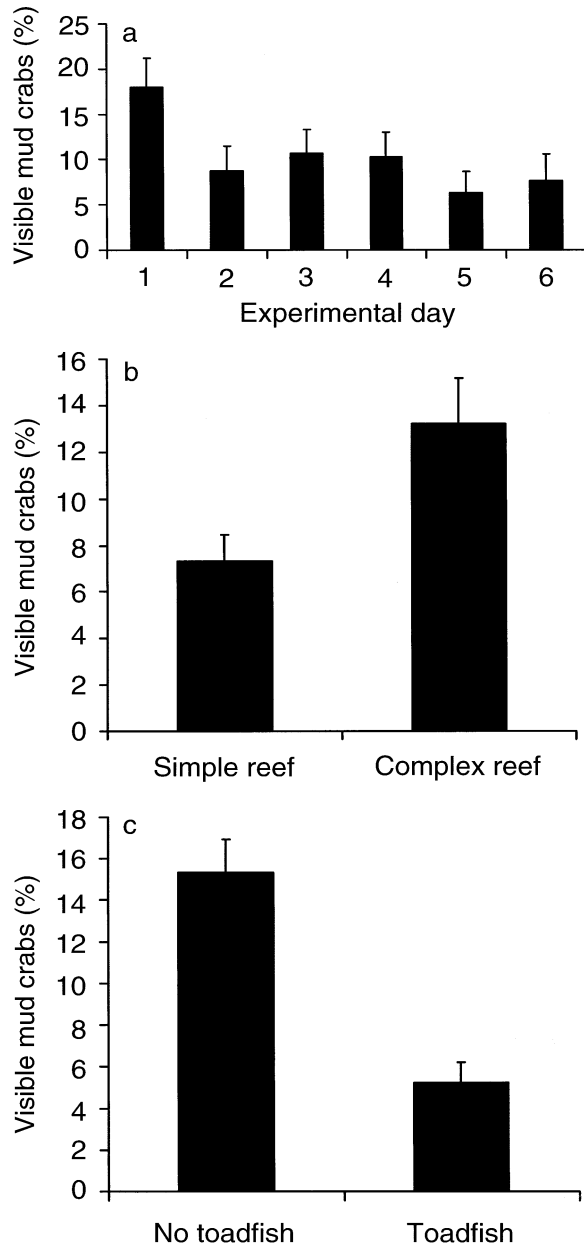 a
Visible mud crabs (%)
25
20
15
10
5
0
1 2 3 4 5 6
Experimental day
b
Visible mud crabs (%)
16
14
12
10
8
6
4
2
0
Simple reef Complex reef
c
Visible mud crabs (%)
18
16
14
12
10
8
6
4
2
0
No toadfish Toadfish